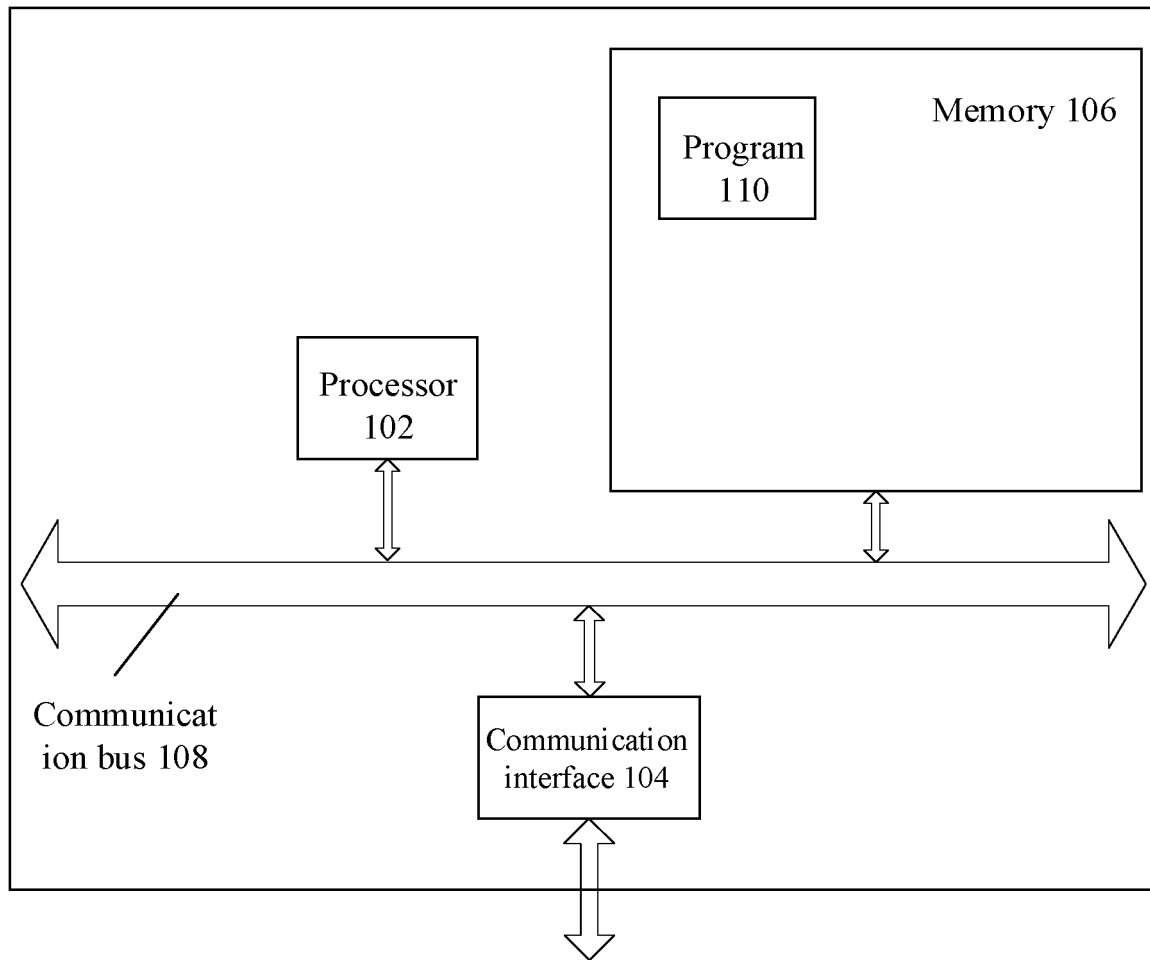 Memory 106
Program
110
Processor
102
Communicat
ion bus 108
Communication
interface 104